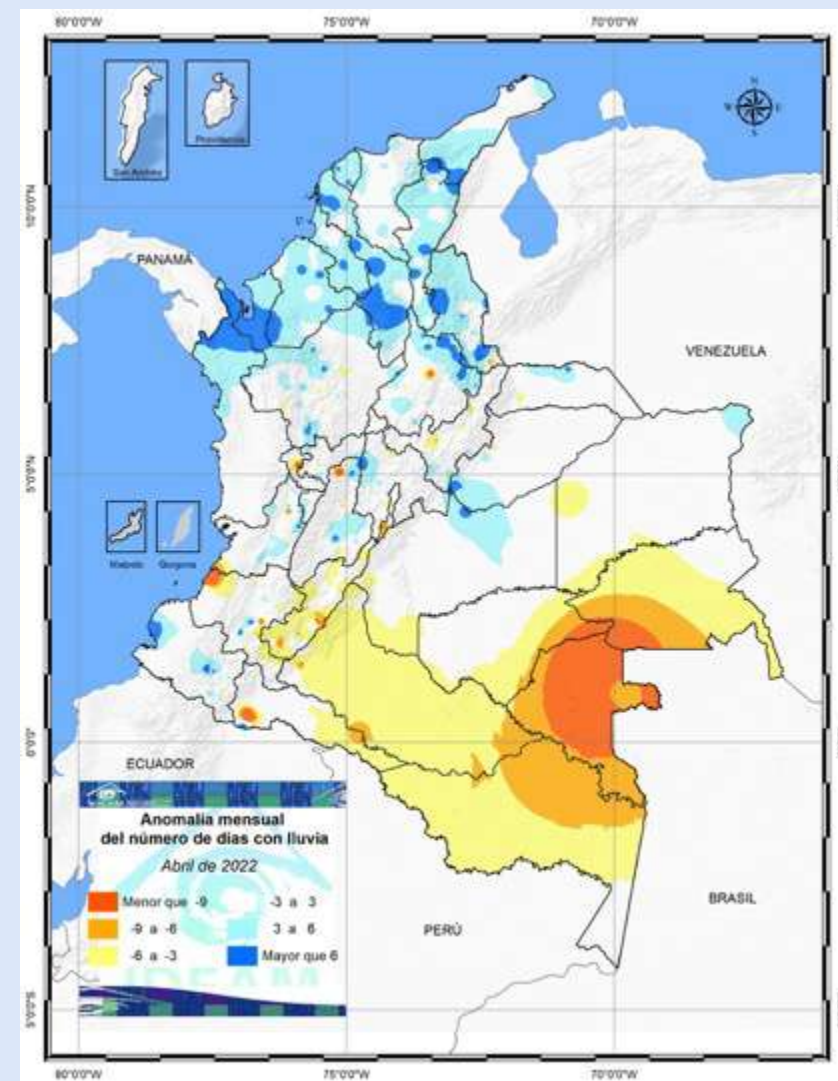 80°0'0"W 75°0'0"W 70°0'0"W
N
W E
S
San Andrés
Providencia
10°0'0"N
PANAMÁ
VENEZUELA
5°0'0"N
Malpelo Gorgona
0°0'0"
ECUADOR
Anomalía mensual
del número de días con lluvia
Abril de 2022
Menor que -9 -3 a 3
-9 a -6 3 a 6
-6 a -3 Mayor que 6
IDEAM
BRASIL
PERÚ
5°0'0"S
80°0'0"W 75°0'0"W 70°0'0"W